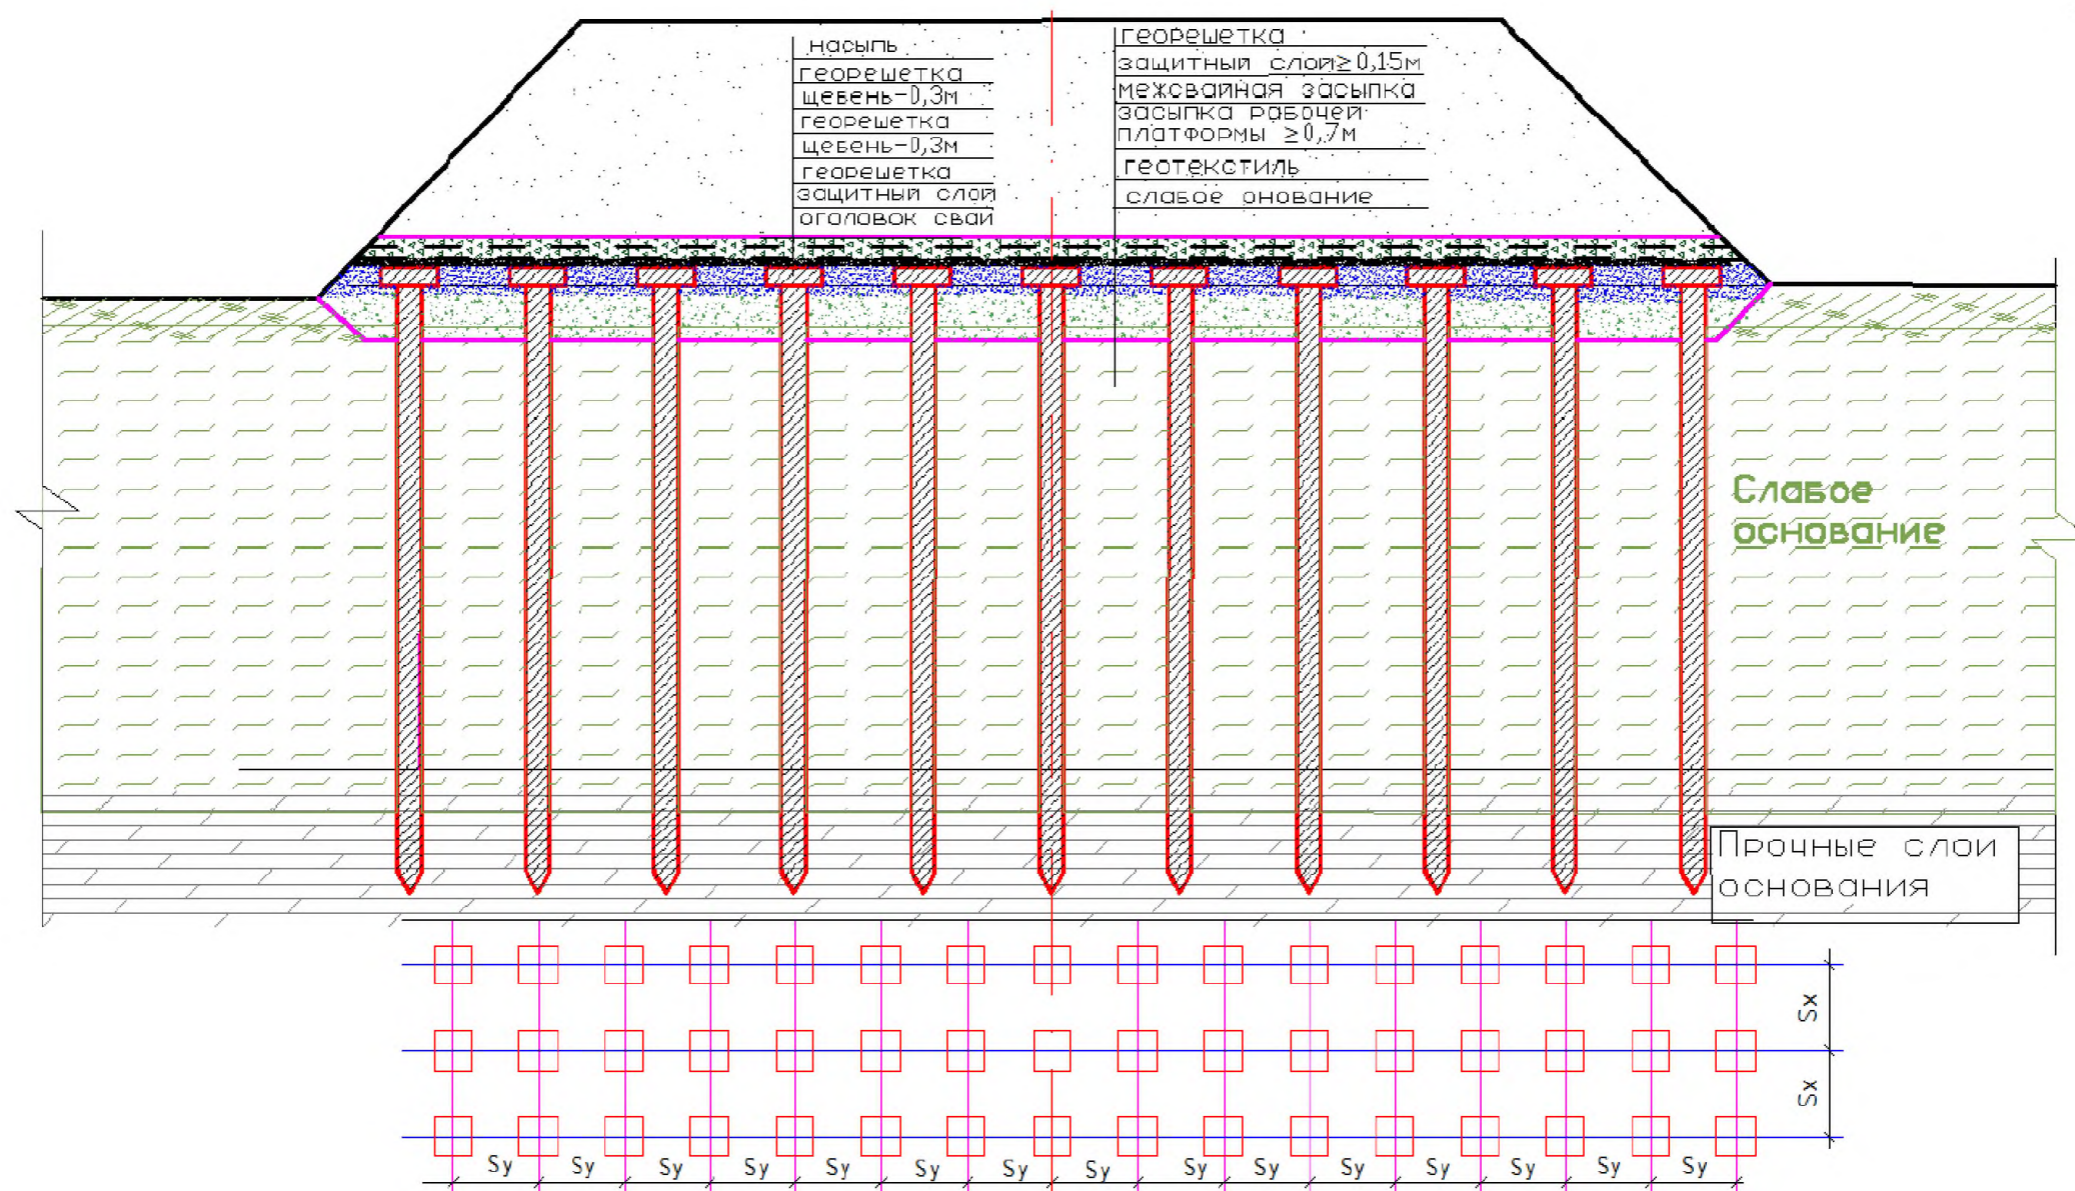 насыпь
георешетка
щебень-0,3м
георешетка
щебень-0,3м
георешетка
защитный слой
оголовок сваи
георешетка
защитный слой≥0,15м
межсвайная засыпка
засыпка рабочей
платформы ≥0,7м
геотекстиль
слабое онование
Слабое
основание
Прочные слои
основания
Sx
Sx
Sy Sy Sy Sy Sy Sy Sy Sy Sy Sy Sy Sy Sy Sy Sy